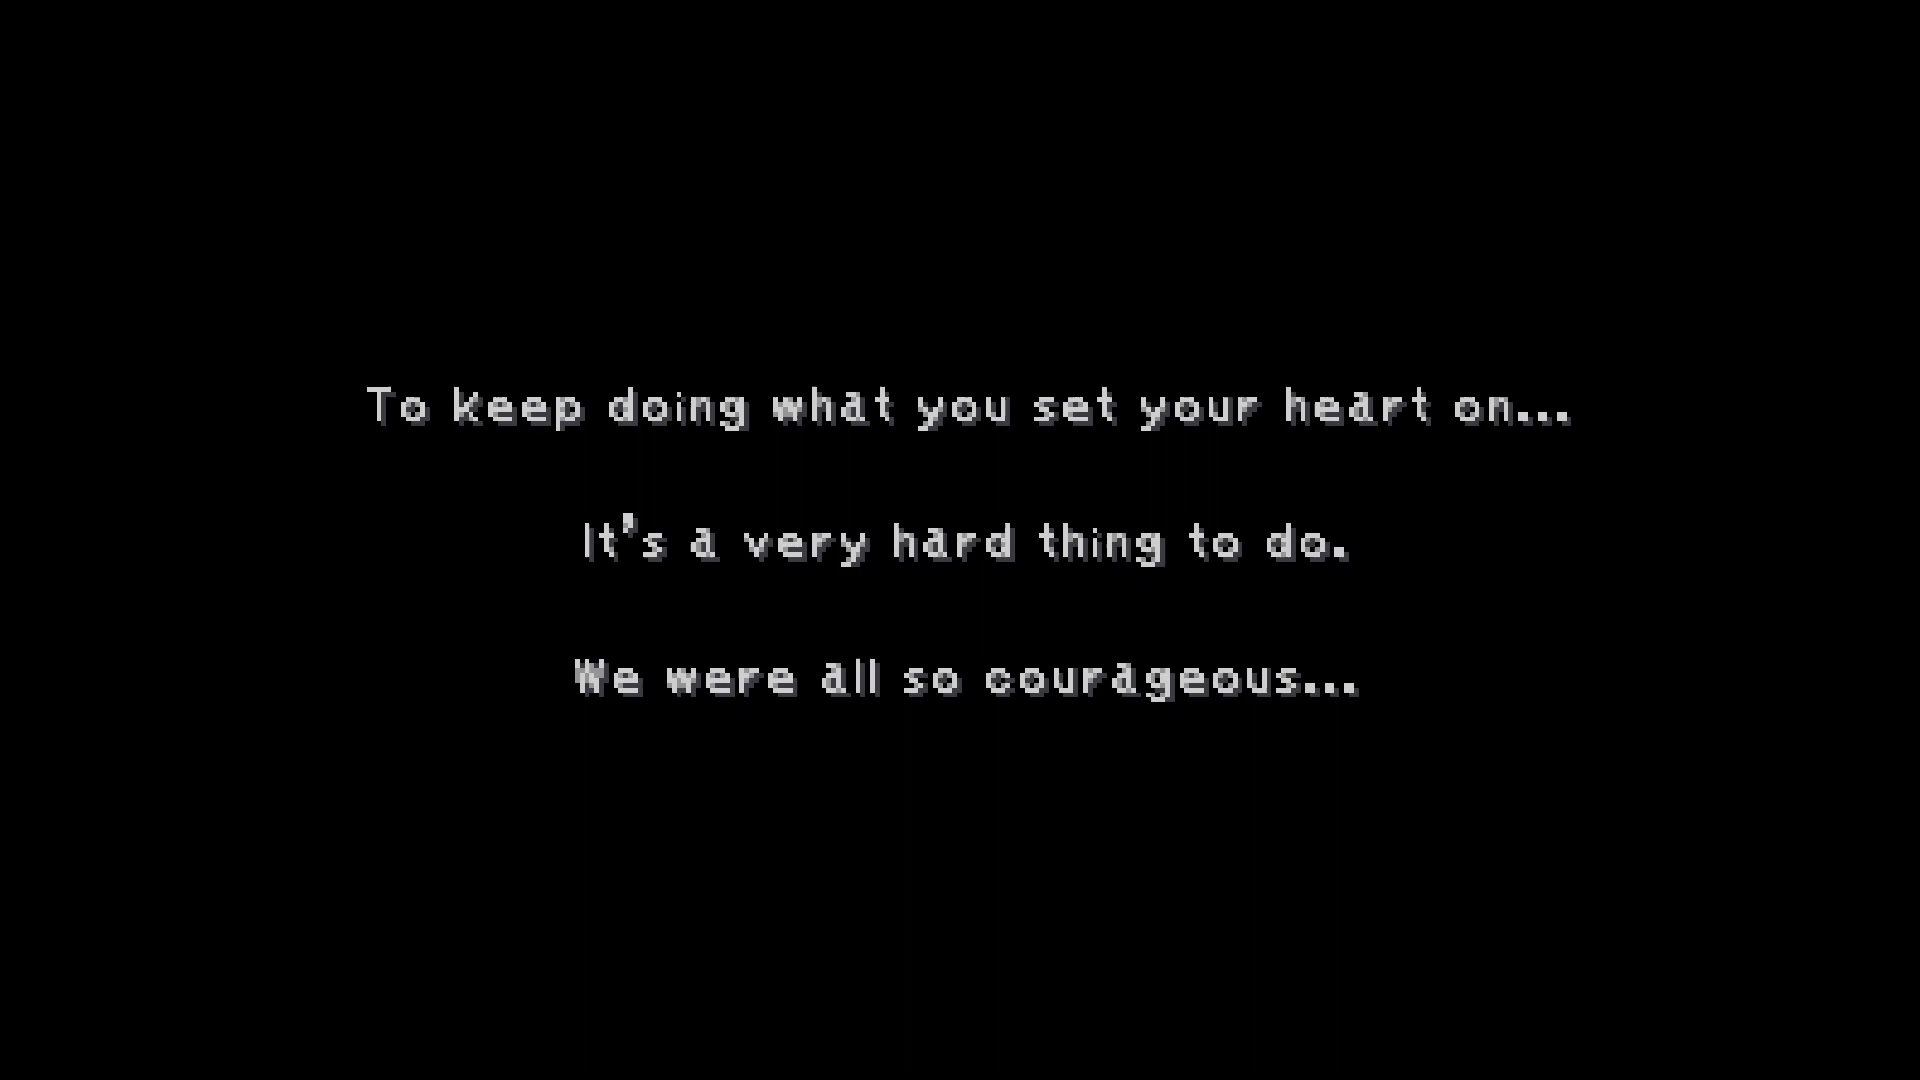 To keep doing what you set your heart on...
It's a very hard thing to do.
We were all so courageous...